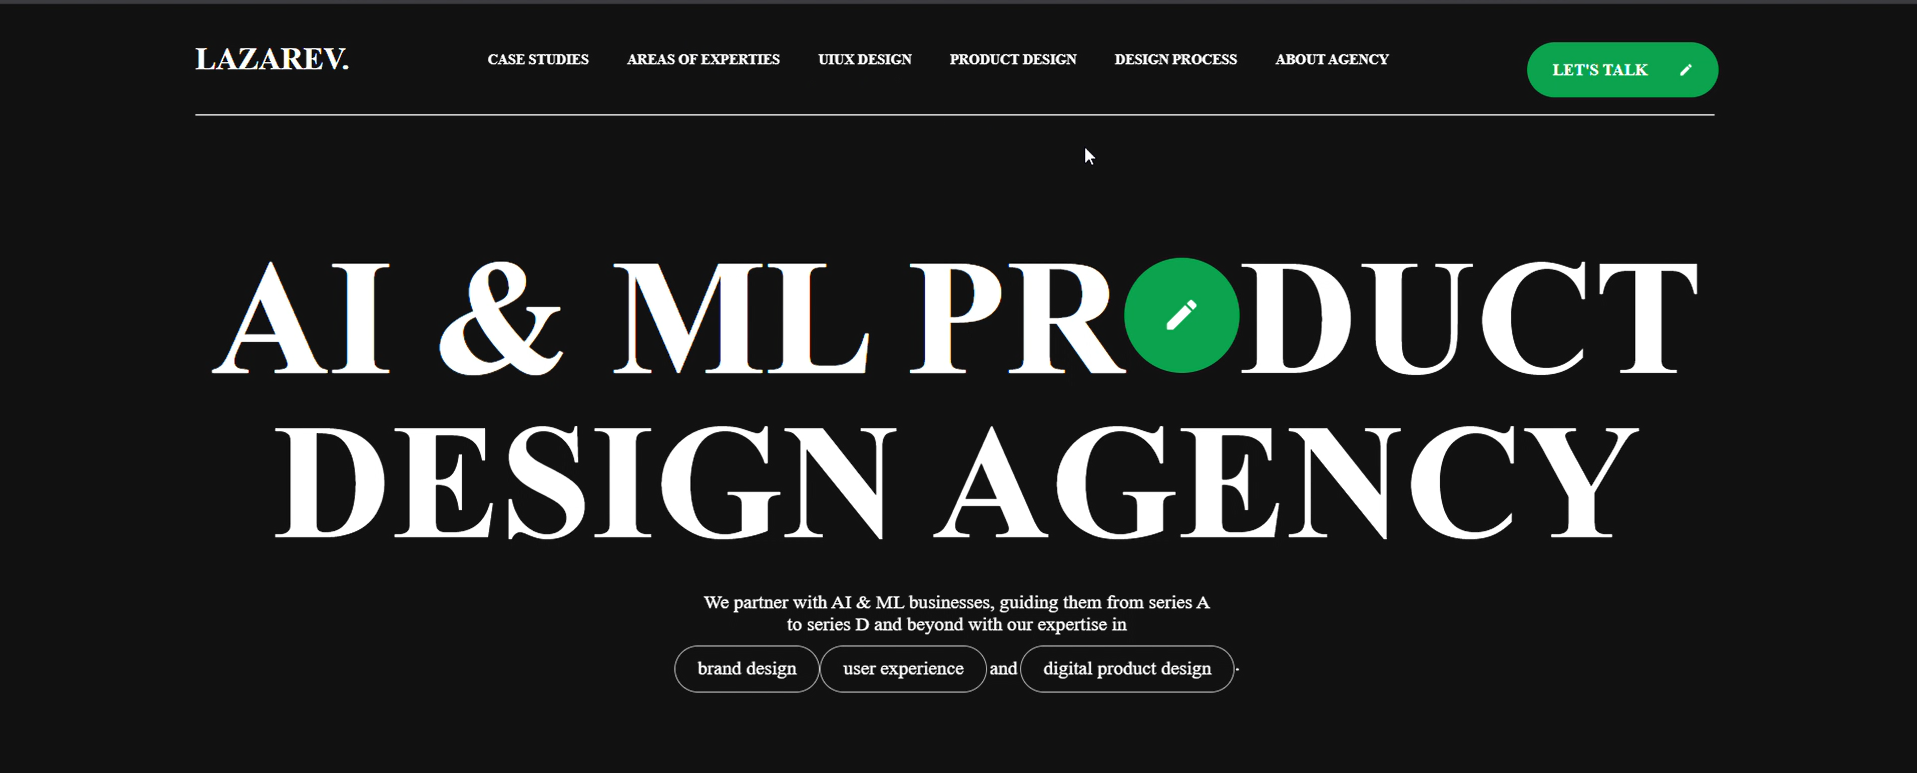 LAZAREV.
CASE STUDIES
AREAS OF EXPERTIES
UIUX DESIGN
PRODUCT DESIGN
DESIGN PROCESS
ABOUT AGENCY
LET'S TALK
AI & ML PR DUCT
DESIGN AGENCY
We partner with AI & ML businesses, guiding them from series A
to series D and beyond with our expertise in
brand design user experience and digital product design .